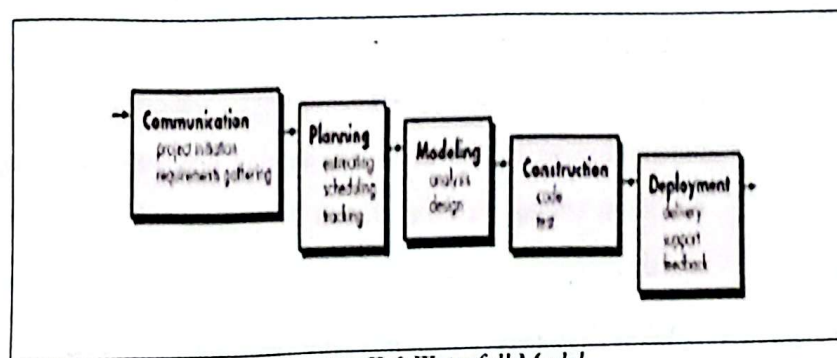 Communication
project initiation
requirements gathering
Planning
estimating
scheduling
tracking
Modeling
analysis
design
Construction
code
test
Deployment
delivery
support
feedback
Waterfall Model